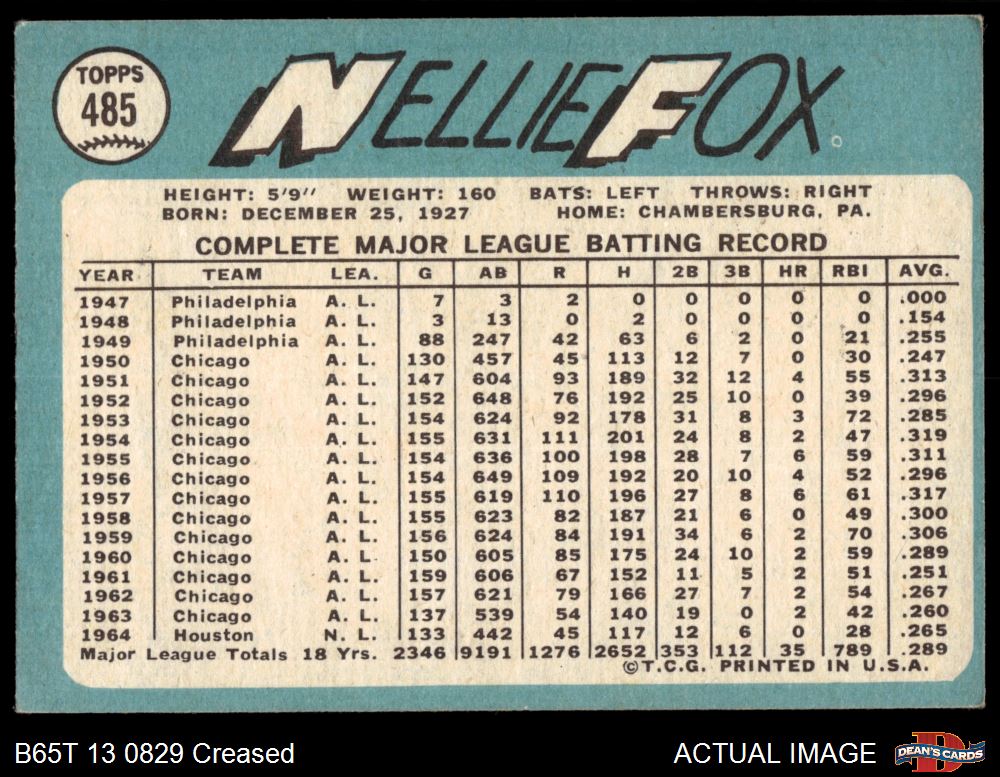 TOPPS
485
NELLIE FOX
HEIGHT: 5'9" WEIGHT: 160 BATS: LEFT THROWS: RIGHT
BORN: DECEMBER 25, 1927 HOME: CHAMBERSBURG, PA.
COMPLETE MAJOR LEAGUE BATTING RECORD
YEAR TEAM LEA. G AB R H 2B 3B HR RBI AVG.
1947 Philadelphia A. L. 7 3 2 0 0 0 0 0 .000
1948 Philadelphia A. L. 3 13 0 2 0 0 0 0 .154
1949 Philadelphia A. L. 88 247 42 63 6 2 0 21 .255
1950 Chicago A. L. 130 457 45 113 12 7 0 30 .247
1951 Chicago A. L. 147 604 93 189 32 12 4 55 .313
1952 Chicago A. L. 152 648 76 192 25 10 0 39 .296
1953 Chicago A. L. 154 624 92 178 31 8 3 72 .285
1954 Chicago A. L. 155 631 111 201 24 8 2 47 .319
1955 Chicago A. L. 154 636 100 198 28 7 6 59 .311
1956 Chicago A. L. 154 649 109 192 20 10 4 52 .296
1957 Chicago A. L. 155 619 110 196 27 8 6 61 .317
1958 Chicago A. L. 155 623 82 187 21 6 0 49 .300
1959 Chicago A. L. 156 624 84 191 34 6 2 70 .306
1960 Chicago A. L. 150 605 85 175 24 10 2 59 .289
1961 Chicago A. L. 159 606 67 152 11 5 2 51 .251
1962 Chicago A. L. 157 621 79 166 27 7 2 54 .267
1963 Chicago A. L. 137 539 54 140 19 0 2 42 .260
1964 Houston N. L. 133 442 45 117 12 6 0 28 .265
Major League Totals 18 Yrs. 2346 9191 1276 2652 353 112 35 789 .289
©T.C.G. PRINTED IN U.S.A.
B65T 13 0829 Creased
ACTUAL IMAGE
DEAN'S CARDS